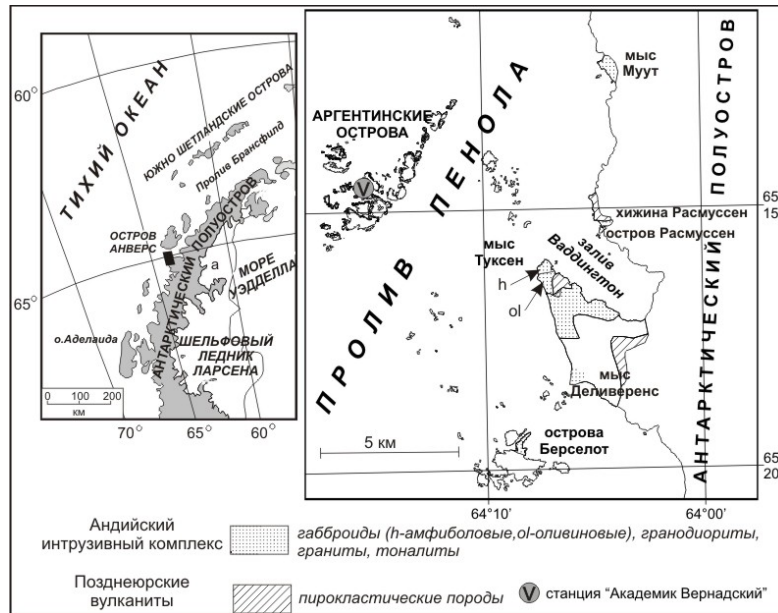 60°
65°
70°
65°
60°
ТИХИЙ ОКЕАН
ЮЖНО ШЕТЛАНДСКИЕ ОСТРОВА
Пролив Брансфилд
ОСТРОВ
АНВЕРС
АНТАРКТИЧЕСКИЙ ПОЛУОСТРОВ
а
МОРЕ
УЭДДЕЛЛА
о.Аделаида
ШЕЛЬФОВЫЙ
ЛЕДНИК
ЛАРСЕНА
0 100 200
км
АРГЕНТИНСКИЕ
ОСТРОВА
V
ПРОЛИВ ПЕНОЛА
мыс
Муут
АНТАРКТИЧЕСКИЙ ПОЛУОСТРОВ
65
15
хижина Расмуссен
остров Расмуссен
залив
Ваддингтон
мыс
Туксен
h
ol
мыс
Деливеренс
5 км
острова
Берселот
65
20
64°10
64°00
Андийский
интрузивный комплекс
габброиды (h-амфиболовые,ol-оливиновые), гранодиориты,
граниты, тоналиты
Позднеюрские
вулканиты
пирокластические породы
V станция "Академик Вернадский"